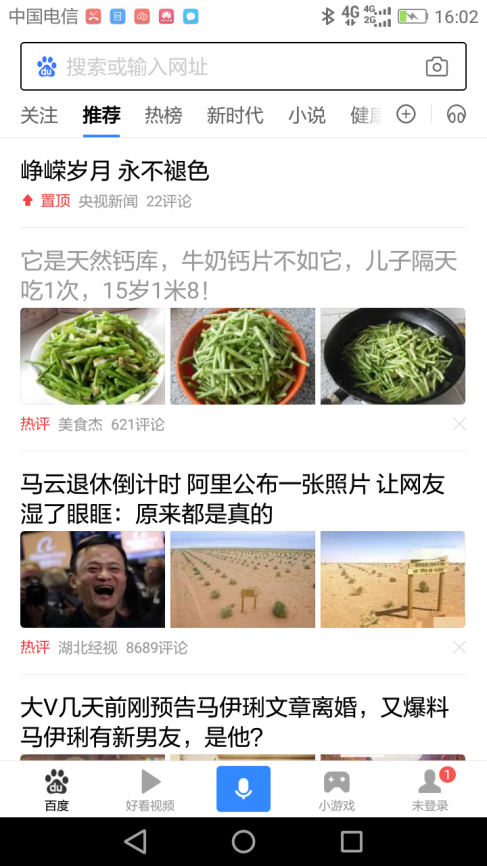 中国电信
4G 4G 2G
16:02
du 搜索或输入网址
关注 推荐 热榜 新时代 小说 健康
峥嵘岁月 永不褪色
置顶 央视新闻 22评论
它是天然钙库，牛奶钙片不如它，儿子隔天
吃1次，15岁1米8！
热评 美食杰 621评论
马云退休倒计时 阿里公布一张照片 让网友
湿了眼眶：原来都是真的
热评 湖北经视 8689评论
大V几天前刚预告马伊琍文章离婚，又爆料
马伊琍有新男友，是他?
du 1
百度 好看视频 小游戏 未登录